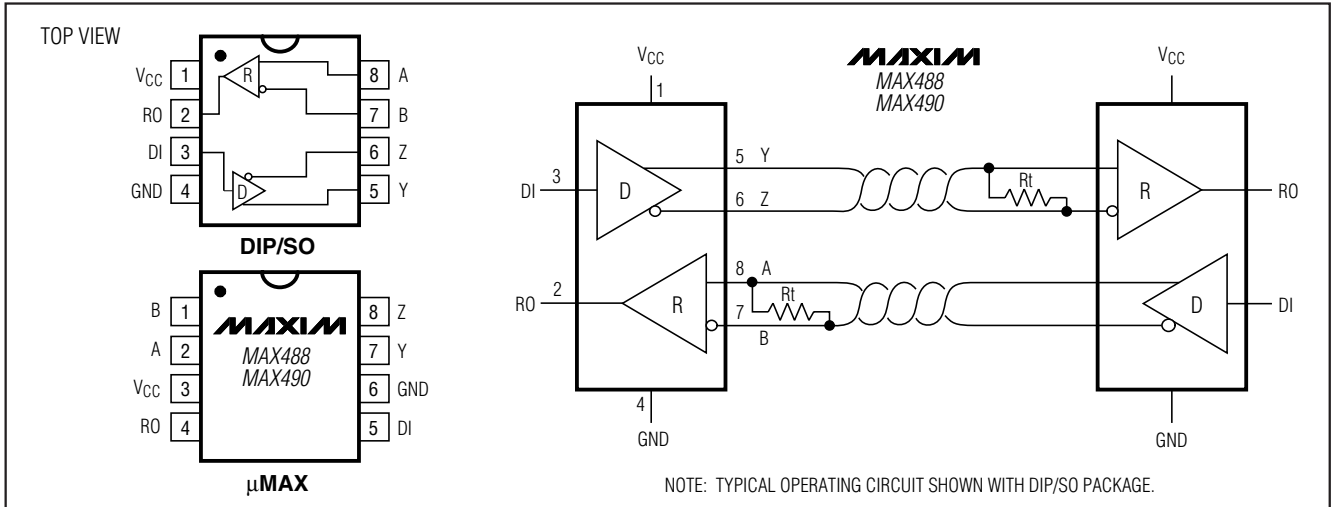 TOP VIEW
VCC 1
RO 2
DI 3
GND 4
8 A
7 B
6 Z
5 Y
R
D
DIP/SO
B 1
A 2
VCC 3
RO 4
8 Z
7 Y
6 GND
5 DI
MAXIM
MAX488
MAX490
µMAX
MAXIM
MAX488
MAX490
VCC
1
VCC
DI 3
D
5 Y
6 Z
Rt
R
RO
RO 2
R
8 A
7 B
Rt
D
DI
4
GND
GND
NOTE: TYPICAL OPERATING CIRCUIT SHOWN WITH DIP/SO PACKAGE.